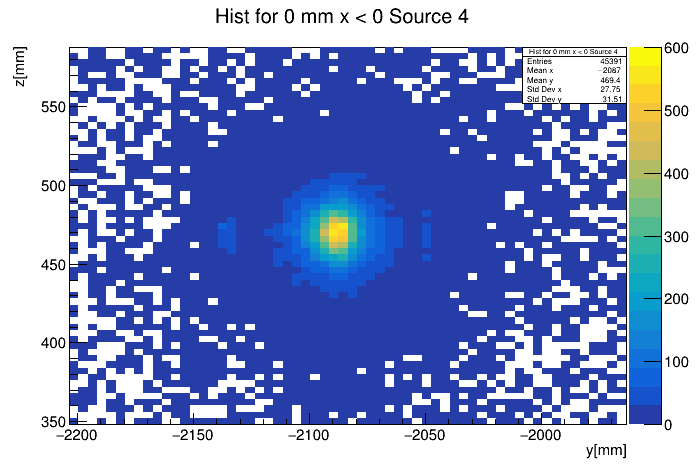 Hist for 0 mm x < 0 Source 4
z[mm]
Hist for 0 mm x < 0 Source 4
Entries 45391
Mean x −2087
Mean y 469.4
Std Dev x 27.75
Std Dev y 31.51
600
550
500
500
400
450
300
200
400
100
350
0
−2200 −2150 −2100 −2050 −2000
y[mm]